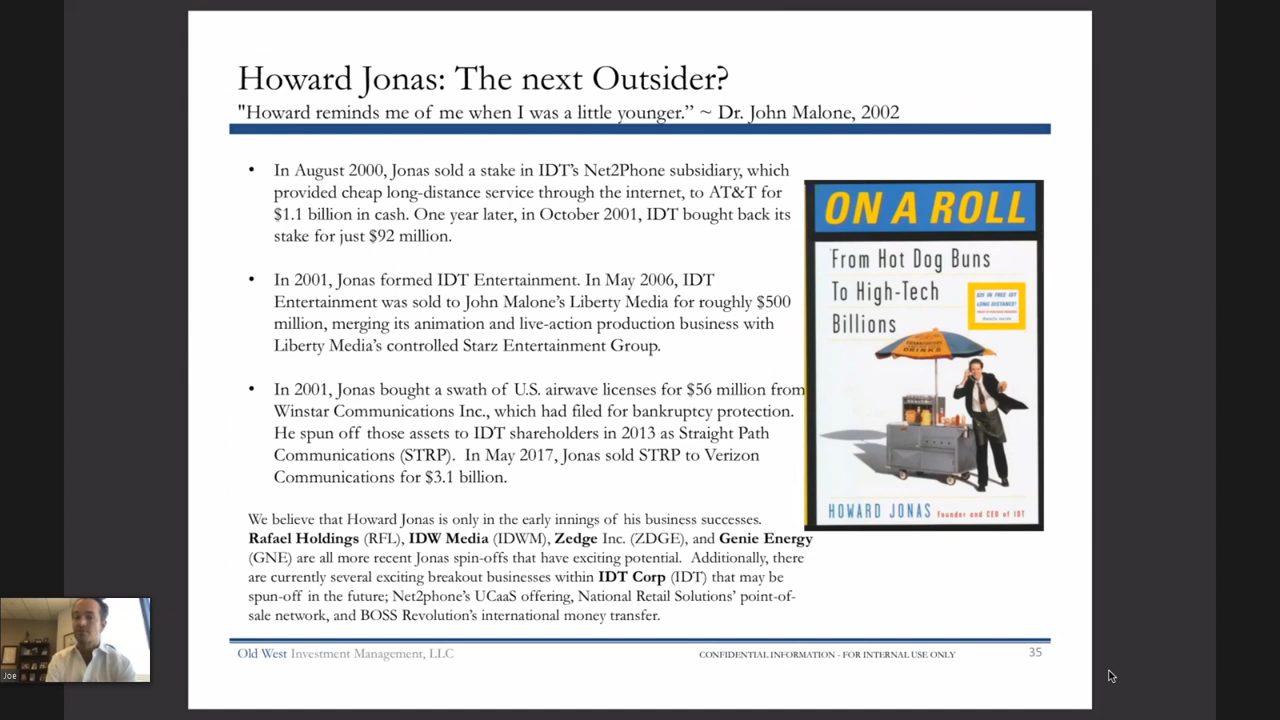 Howard Jonas: The next Outsider?
"Howard reminds me of me when I was a little younger.” ~ Dr. John Malone, 2002
• In August 2000, Jonas sold a stake in IDT’s Net2Phone subsidiary, which
provided cheap long-distance service through the internet, to AT&T for
$1.1 billion in cash. One year later, in October 2001, IDT bought back its
stake for just $92 million.
• In 2001, Jonas formed IDT Entertainment. In May 2006, IDT
Entertainment was sold to John Malone’s Liberty Media for roughly $500
million, merging its animation and live-action production business with
Liberty Media’s controlled Starz Entertainment Group.
• In 2001, Jonas bought a swath of U.S. airwave licenses for $56 million from
Winstar Communications Inc., which had filed for bankruptcy protection.
He spun off those assets to IDT shareholders in 2013 as Straight Path
Communications (STRP). In May 2017, Jonas sold STRP to Verizon
Communications for $3.1 billion.
We believe that Howard Jonas is only in the early innings of his business successes.
Rafael Holdings (RFL), IDW Media (IDWM), Zedge Inc. (ZDGE), and Genie Energy
(GNE) are all more recent Jonas spin-offs that have exciting potential. Additionally, there
are currently several exciting breakout businesses within IDT Corp (IDT) that may be
spun-off in the future; Net2phone’s UCaaS offering, National Retail Solutions’ point-of-
sale network, and BOSS Revolution’s international money transfer.
ON A ROLL
From Hot Dog Buns
To High-Tech
Billions
DRINKS
HOWARD JONAS Founder and CEO of IDT
Old West Investment Management, LLC
CONFIDENTIAL INFORMATION - FOR INTERNAL USE ONLY
35
Joe